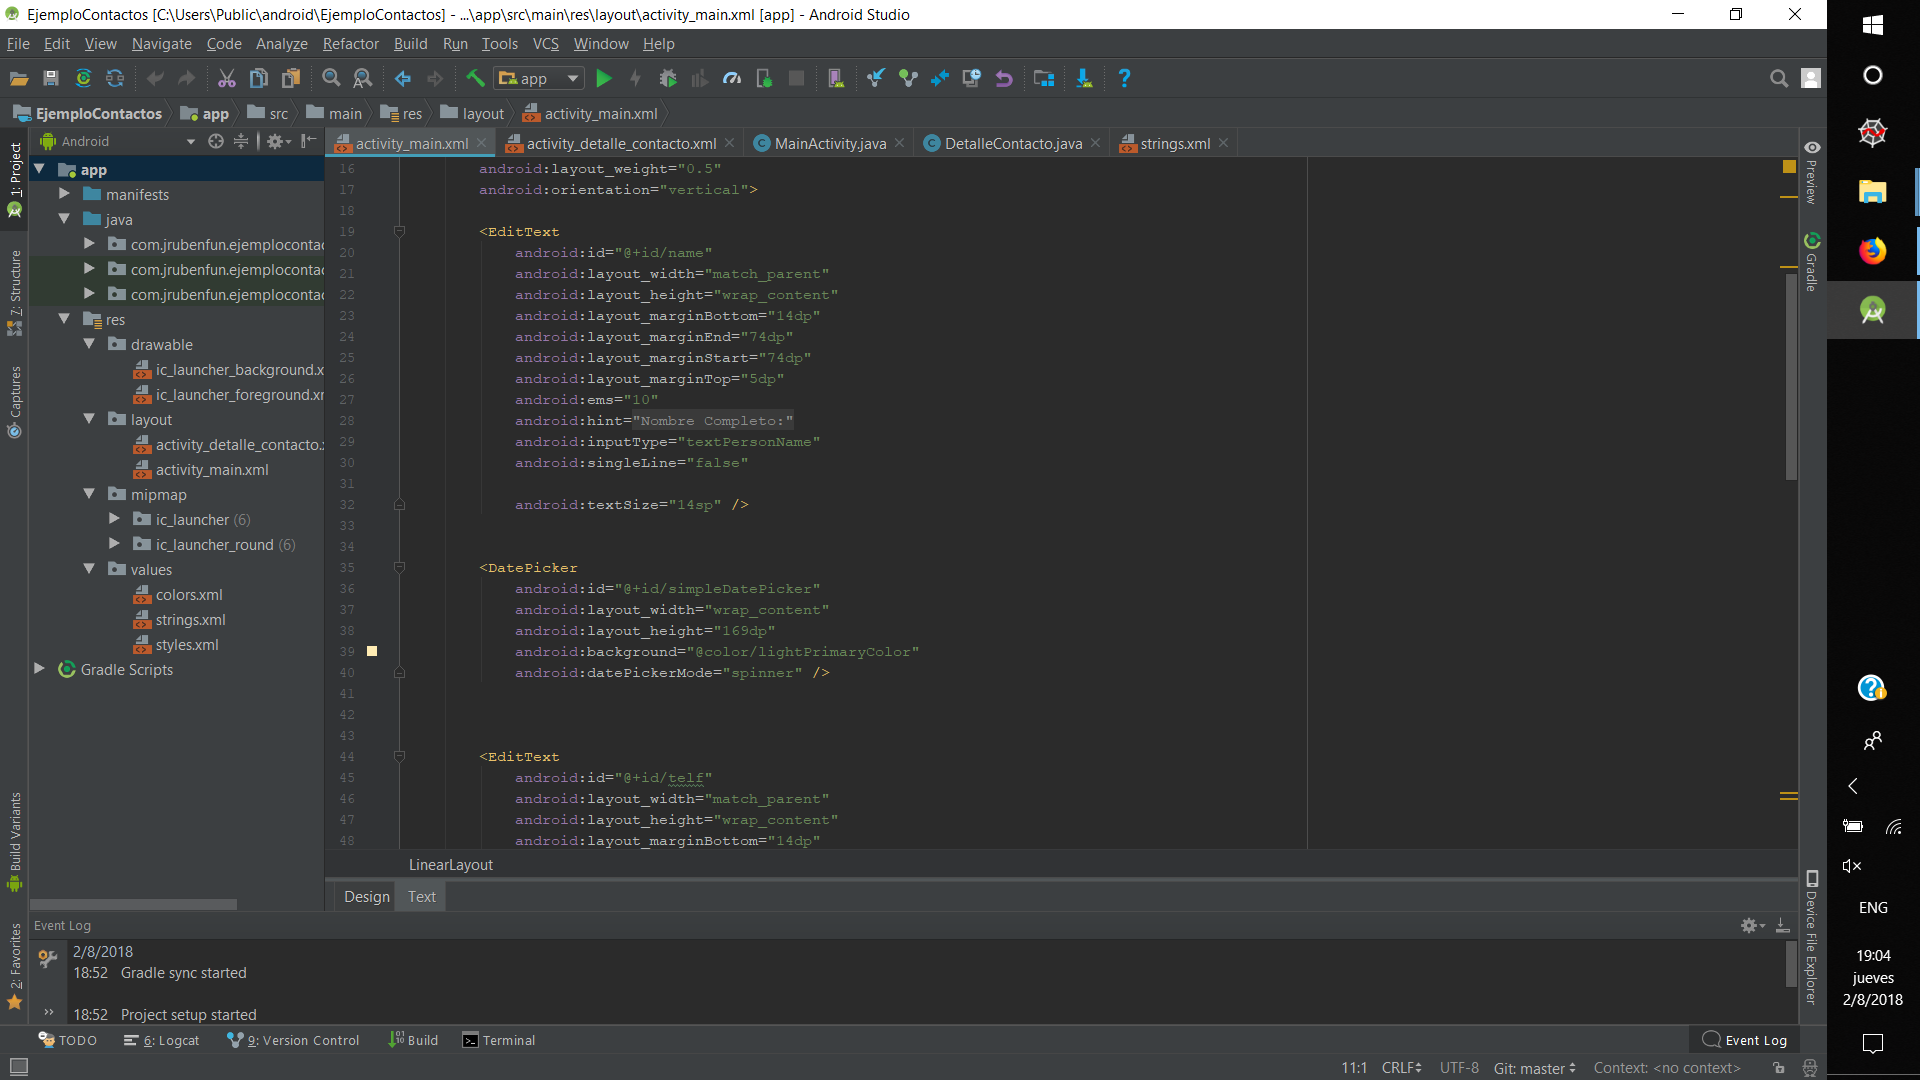 EjemploContactos [C:\Users\Public\android\EjemploContactos] - ...\app\src\main\res\layout\activity_main.xml [app] - Android Studio
File Edit View Navigate Code Analyze Refactor Build Run Tools VCS Window Help
app
EjemploContactos app src main res layout activity_main.xml
Android
activity_main.xml activity_detalle_contacto.xml MainActivity.java DetalleContacto.java strings.xml
1: Project
7: Structure
Captures
Build Variants
2: Favorites
app
manifests
java
com.jrubenfun.ejemplocontac
com.jrubenfun.ejemplocontac
com.jrubenfun.ejemplocontac
res
drawable
ic_launcher_background.x
ic_launcher_foreground.xr
layout
activity_detalle_contacto.
activity_main.xml
mipmap
ic_launcher (6)
ic_launcher_round (6)
values
colors.xml
strings.xml
styles.xml
Gradle Scripts
16 android:layout_weight="0.5"
17 android:orientation="vertical">
18
19 <EditText
20 android:id="@+id/name"
21 android:layout_width="match_parent"
22 android:layout_height="wrap_content"
23 android:layout_marginBottom="14dp"
24 android:layout_marginEnd="74dp"
25 android:layout_marginStart="74dp"
26 android:layout_marginTop="5dp"
27 android:ems="10"
28 android:hint="Nombre Completo:"
29 android:inputType="textPersonName"
30 android:singleLine="false"
31
32 android:textSize="14sp" />
33
34
35 <DatePicker
36 android:id="@+id/simpleDatePicker"
37 android:layout_width="wrap_content"
38 android:layout_height="169dp"
39 android:background="@color/lightPrimaryColor"
40 android:datePickerMode="spinner" />
41
42
43
44 <EditText
45 android:id="@+id/telf"
46 android:layout_width="match_parent"
47 android:layout_height="wrap_content"
48 android:layout_marginBottom="14dp"
LinearLayout
Design Text
Preview
Gradle
Device File Explorer
Event Log
2/8/2018
18:52 Gradle sync started
18:52 Project setup started
TODO 6: Logcat 9: Version Control Build Terminal Event Log
11:1 CRLF UTF-8 Git: master Context: <no context>
ENG
19:04
jueves
2/8/2018